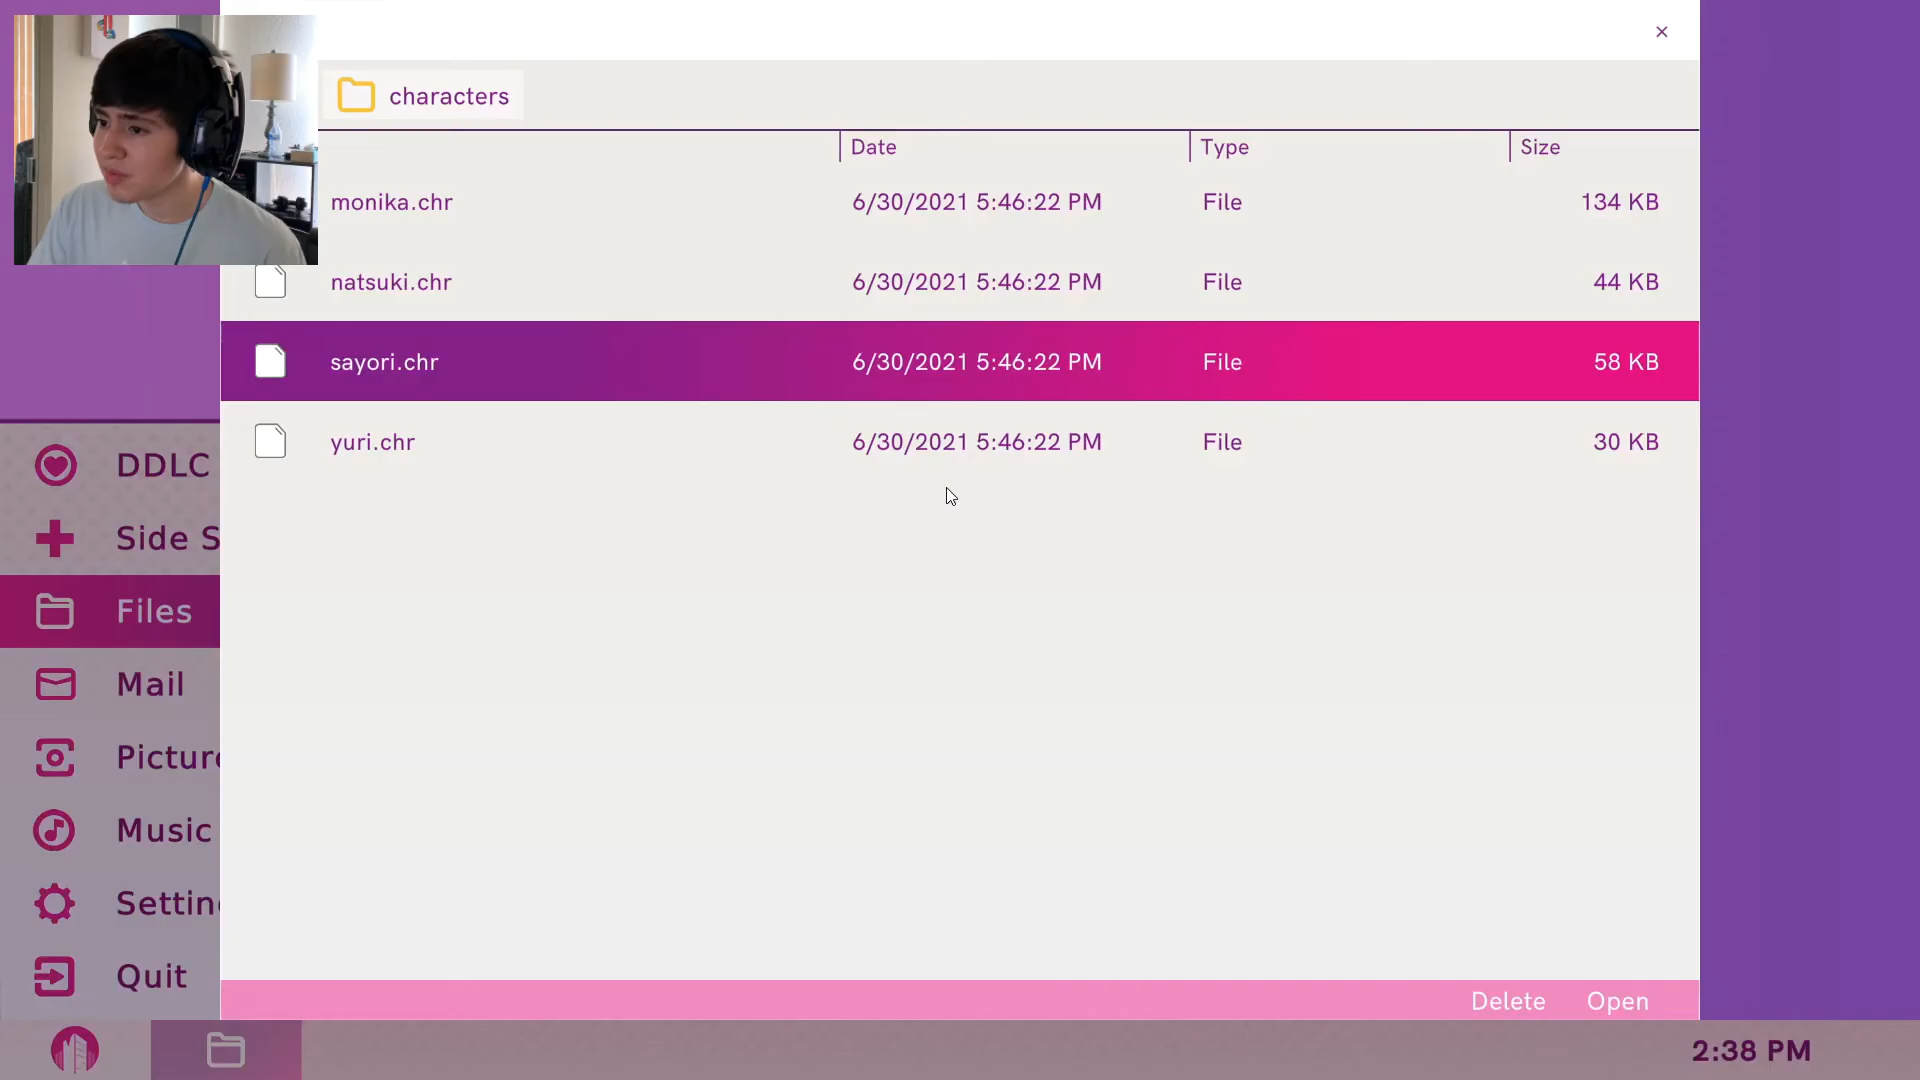 characters
Date Type Size
monika.chr 6/30/2021 5:46:22 PM File 134 KB
natsuki.chr 6/30/2021 5:46:22 PM File 44 KB
sayori.chr 6/30/2021 5:46:22 PM File 58 KB
yuri.chr 6/30/2021 5:46:22 PM File 30 KB
DDLC
Side S
Files
Mail
Picture
Music
Setting
Quit
Delete Open
2:38 PM